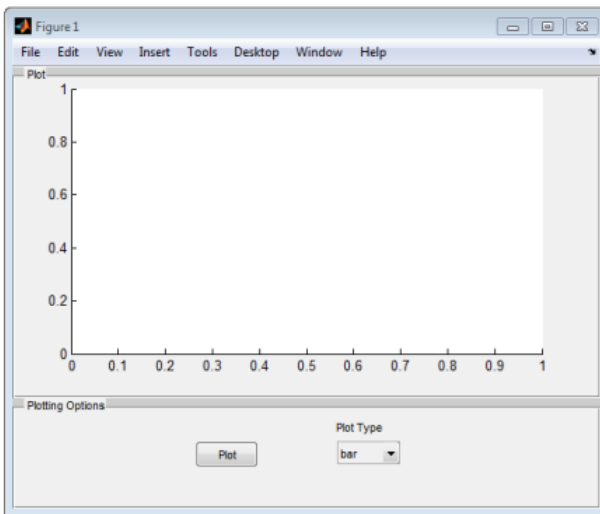 Figure 1
File Edit View Insert Tools Desktop Window Help
Plot
1
0.8
0.6
0.4
0.2
0
0 0.1 0.2 0.3 0.4 0.5 0.6 0.7 0.8 0.9 1
Plotting Options
Plot Type
Plot bar